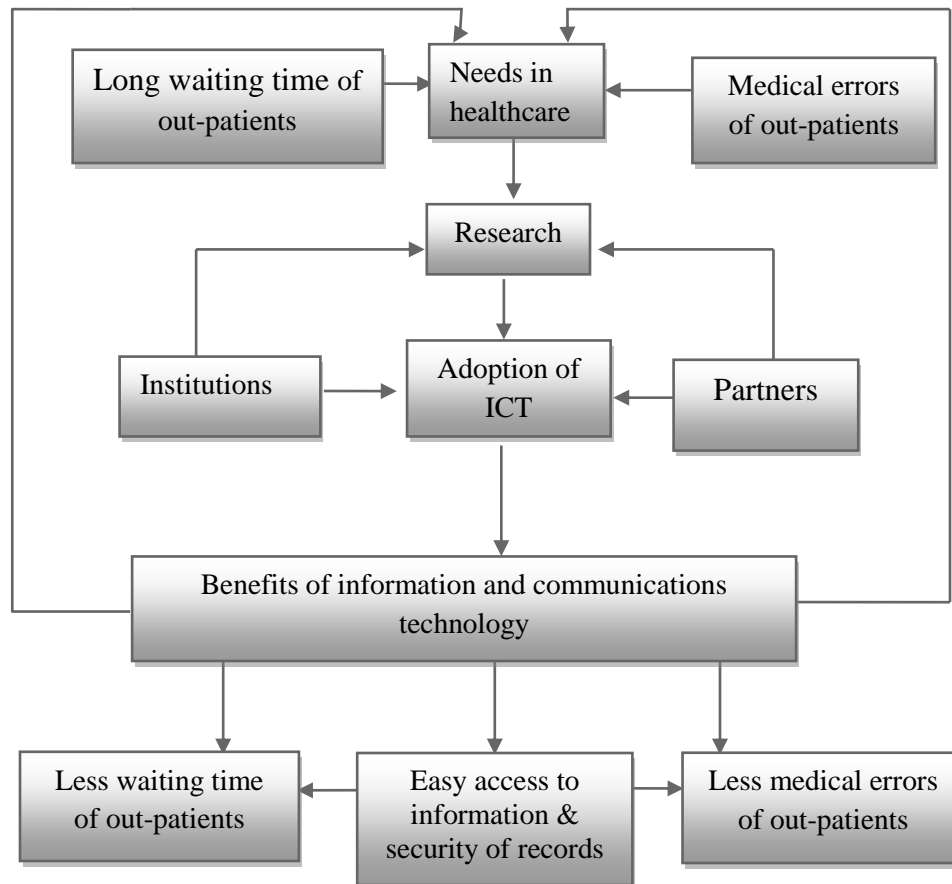 Long waiting time of
out-patients
Needs in
healthcare
Medical errors
of out-patients
Research
Institutions
Adoption of
ICT
Partners
Benefits of information and communications
technology
Less waiting time
of out-patients
Easy access to
information &
security of records
Less medical errors
of out-patients